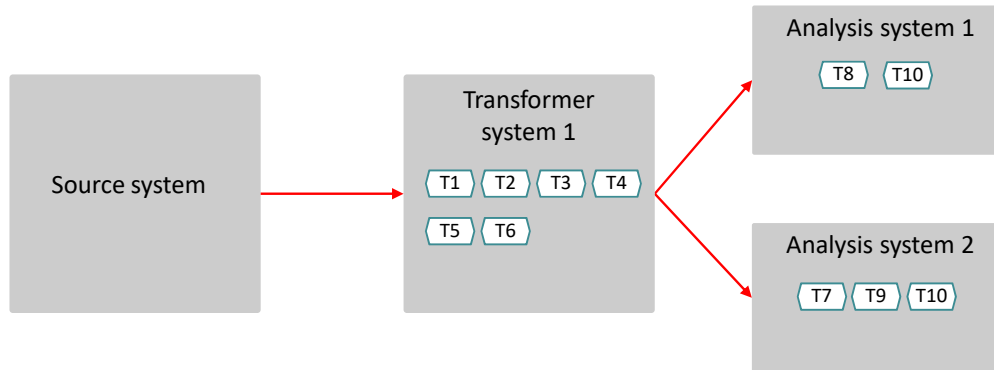 Source system
Transformer
system 1
T1 T2 T3 T4
T5 T6
Analysis system 1
T8 T10
Analysis system 2
T7 T9 T10